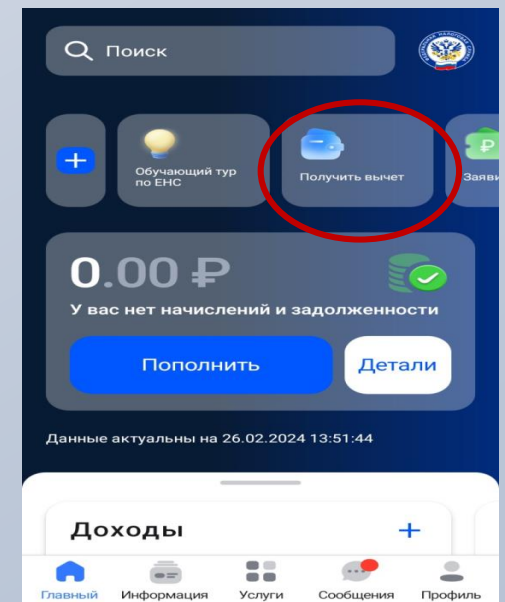 Поиск
Обучающий тур
по ЕНС
Получить вычет
0.00 ₽
У вас нет начислений и задолженности
Пополнить
Детали
Данные актуальны на 26.02.2024 13:51:44
Доходы
Главный
Информация
Услуги
Сообщения
Профиль